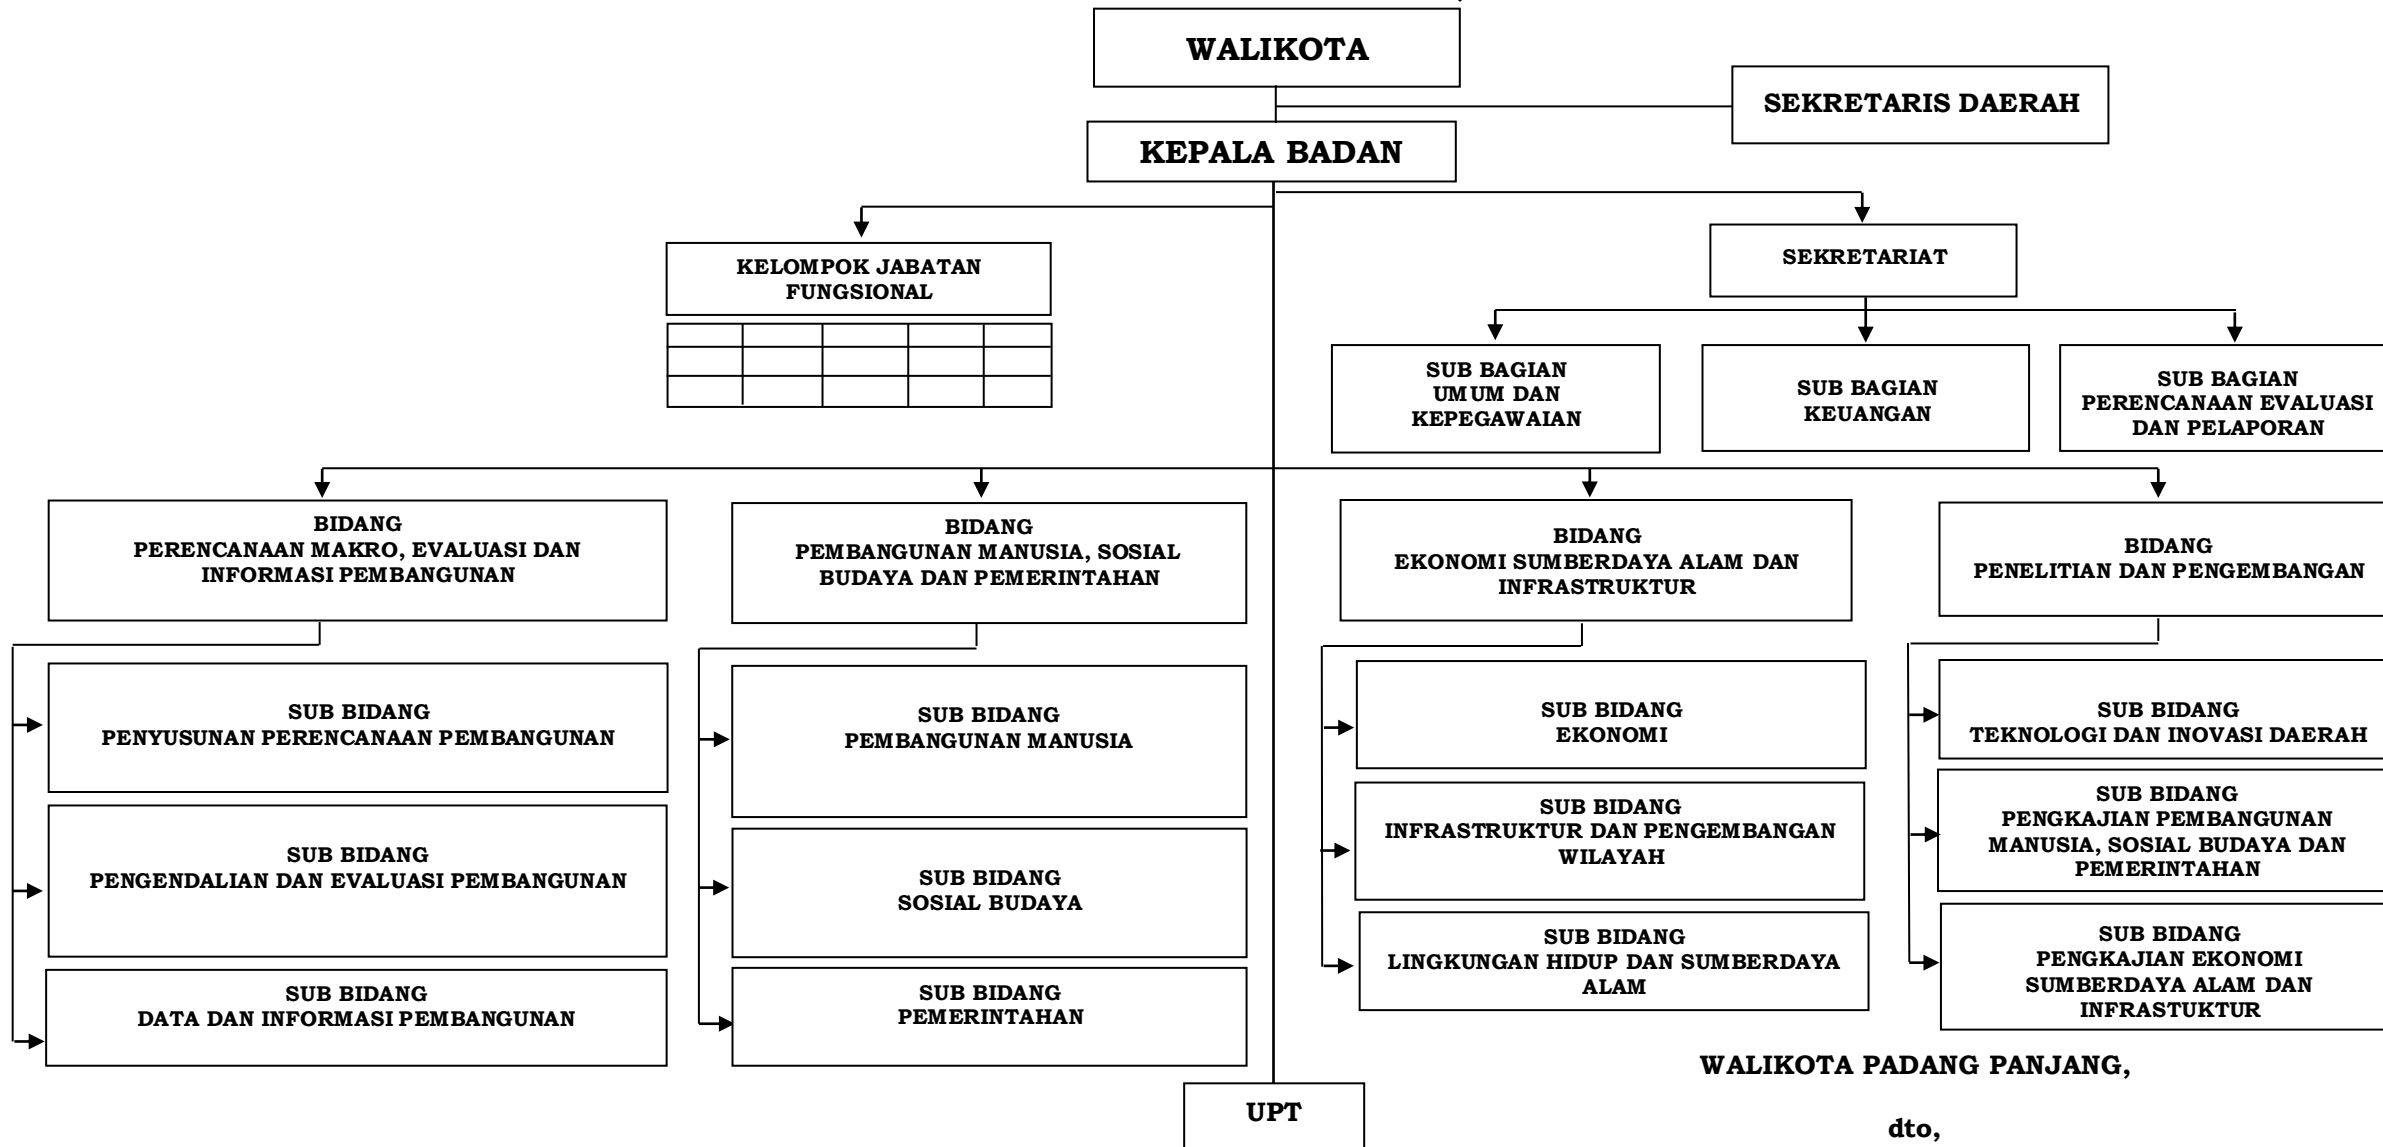 WALIKOTA
SEKRETARIS DAERAH
KEPALA BADAN
KELOMPOK JABATAN
FUNGSIONAL
SEKRETARIAT
SUB BAGIAN
UMUM DAN
KEPEGAWAIAN
SUB BAGIAN
KEUANGAN
SUB BAGIAN
PERENCANAAN EVALUASI
DAN PELAPORAN
BIDANG
PERENCANAAN MAKRO, EVALUASI DAN
INFORMASI PEMBANGUNAN
BIDANG
PEMBANGUNAN MANUSIA, SOSIAL
BUDAYA DAN PEMERINTAHAN
BIDANG
EKONOMI SUMBERDAYA ALAM DAN
INFRASTRUKTUR
BIDANG
PENELITIAN DAN PENGEMBANGAN
SUB BIDANG
PENYUSUNAN PERENCANAAN PEMBANGUNAN
SUB BIDANG
PENGENDALIAN DAN EVALUASI PEMBANGUNAN
SUB BIDANG
DATA DAN INFORMASI PEMBANGUNAN
SUB BIDANG
PEMBANGUNAN MANUSIA
SUB BIDANG
SOSIAL BUDAYA
SUB BIDANG
PEMERINTAHAN
SUB BIDANG
EKONOMI
SUB BIDANG
INFRASTRUKTUR DAN PENGEMBANGAN
WILAYAH
SUB BIDANG
LINGKUNGAN HIDUP DAN SUMBERDAYA
ALAM
SUB BIDANG
TEKNOLOGI DAN INOVASI DAERAH
SUB BIDANG
PENGKAJIAN PEMBANGUNAN
MANUSIA, SOSIAL BUDAYA DAN
PEMERINTAHAN
SUB BIDANG
PENGKAJIAN EKONOMI
SUMBERDAYA ALAM DAN
INFRASTUKTUR
UPT
WALIKOTA PADANG PANJANG,
dto,